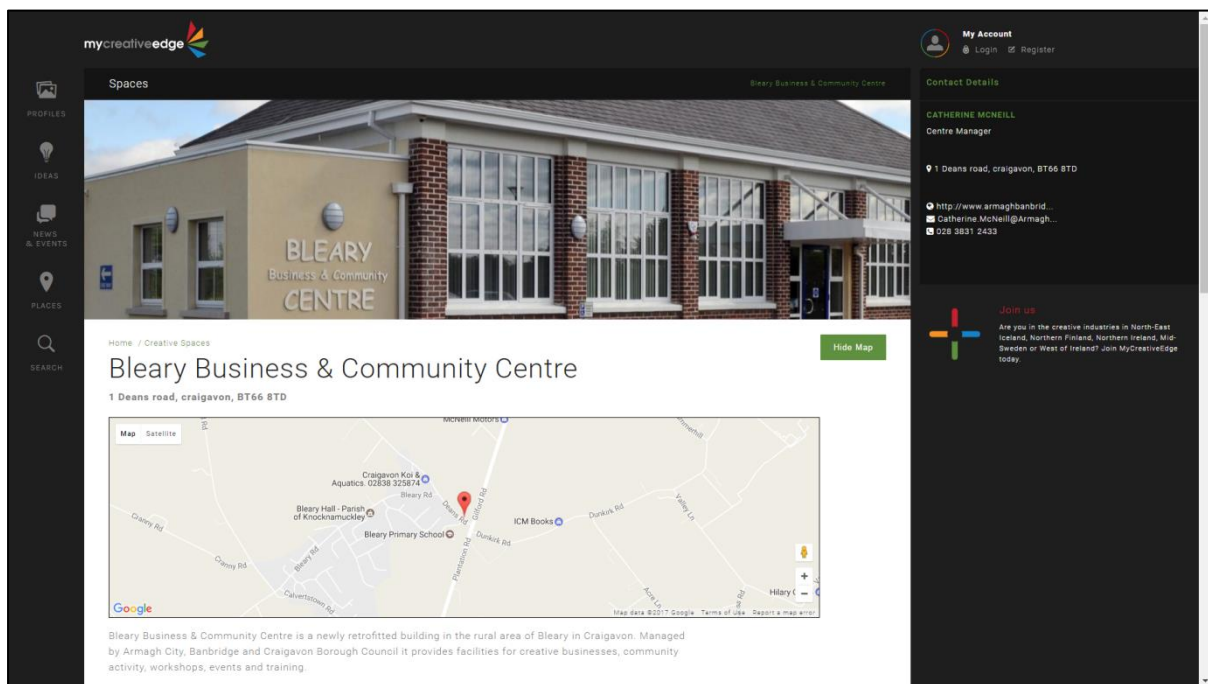 mycreativeedge
My Account
Login Register
PROFILES
IDEAS
NEWS
& EVENTS
PLACES
SEARCH
Spaces
Bleary Business & Community Centre
BLEARY
Business & Community
CENTRE
Home / Creative Spaces
Hide Map
Bleary Business & Community Centre
1 Deans road, craigavon, BT66 8TD
Map Satellite
McNeill Motors
Craigavon Koi &
Aquatics. 02838 325874
Bleary Rd
Bleary Hall - Parish
of Knocknamuckley
Deans Rd
Gilford Rd
ICM Books
Dunkirk Rd
Valley Ln
Cranny Rd
Bleary Primary School
Dunkirk Rd
Cranny Rd
Bleary Rd
Plantation Rd
Calvertstown Rd
Acre Ln
Hilary
Google
Map data ©2017 Google Terms of Use Report a map error
Bleary Business & Community Centre is a newly retrofitted building in the rural area of Bleary in Craigavon. Managed
by Armagh City, Banbridge and Craigavon Borough Council it provides facilities for creative businesses, community
activity, workshops, events and training.
Contact Details
CATHERINE MCNEILL
Centre Manager
1 Deans road, craigavon, BT66 8TD
http://www.armaghbanbrid...
Catherine.McNeill@Armagh...
028 3831 2433
Join us
Are you in the creative industries in North-East
Iceland, Northern Finland, Northern Ireland, Mid-
Sweden or West of Ireland? Join MyCreativeEdge
today.